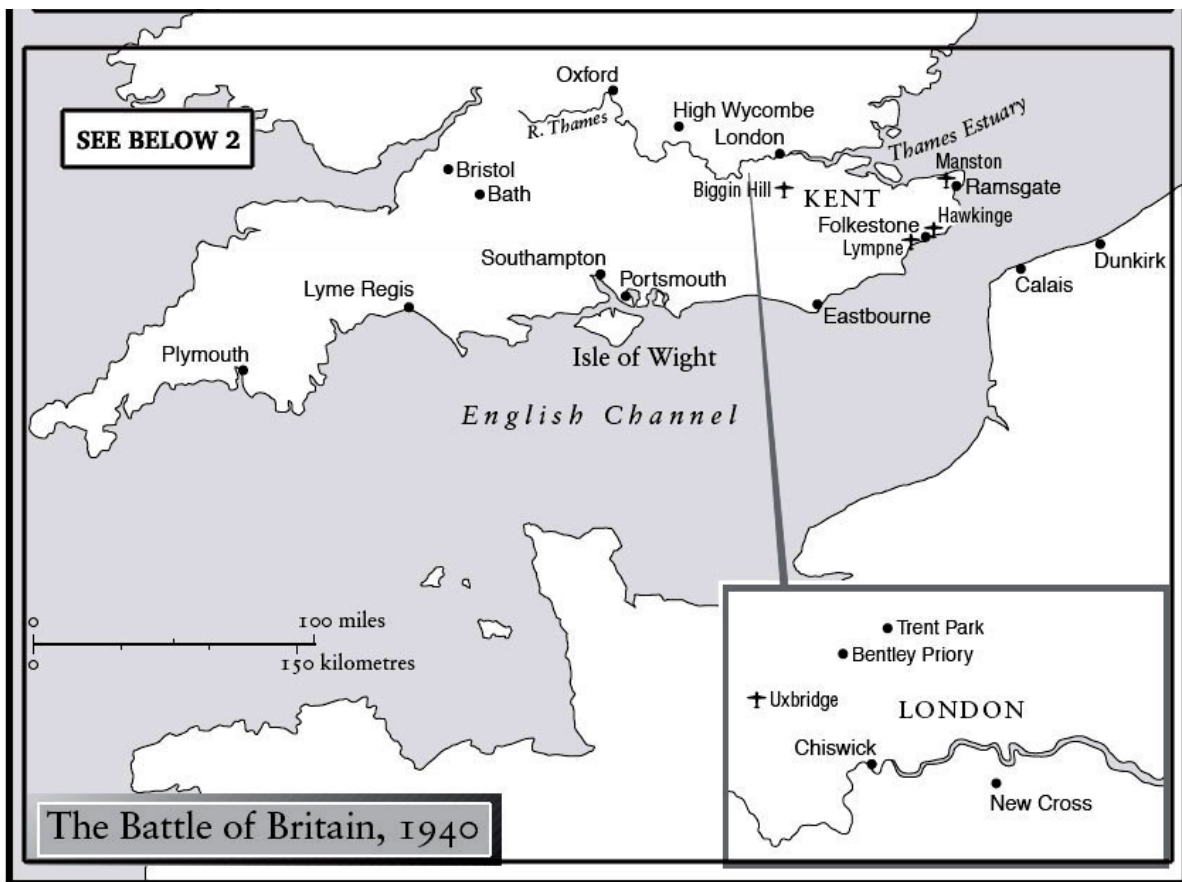 SEE BELOW 2
Oxford
R. Thames
High Wycombe
London
Thames Estuary
Manston
Ramsgate
Bristol
Bath
Biggin Hill
KENT
Hawkinge
Folkestone
Lympne
Dunkirk
Calais
Southampton
Portsmouth
Lyme Regis
Eastbourne
Isle of Wight
Plymouth
English Channel
0 100 miles
0 150 kilometres
Trent Park
Bentley Priory
Uxbridge
LONDON
Chiswick
New Cross
The Battle of Britain, 1940